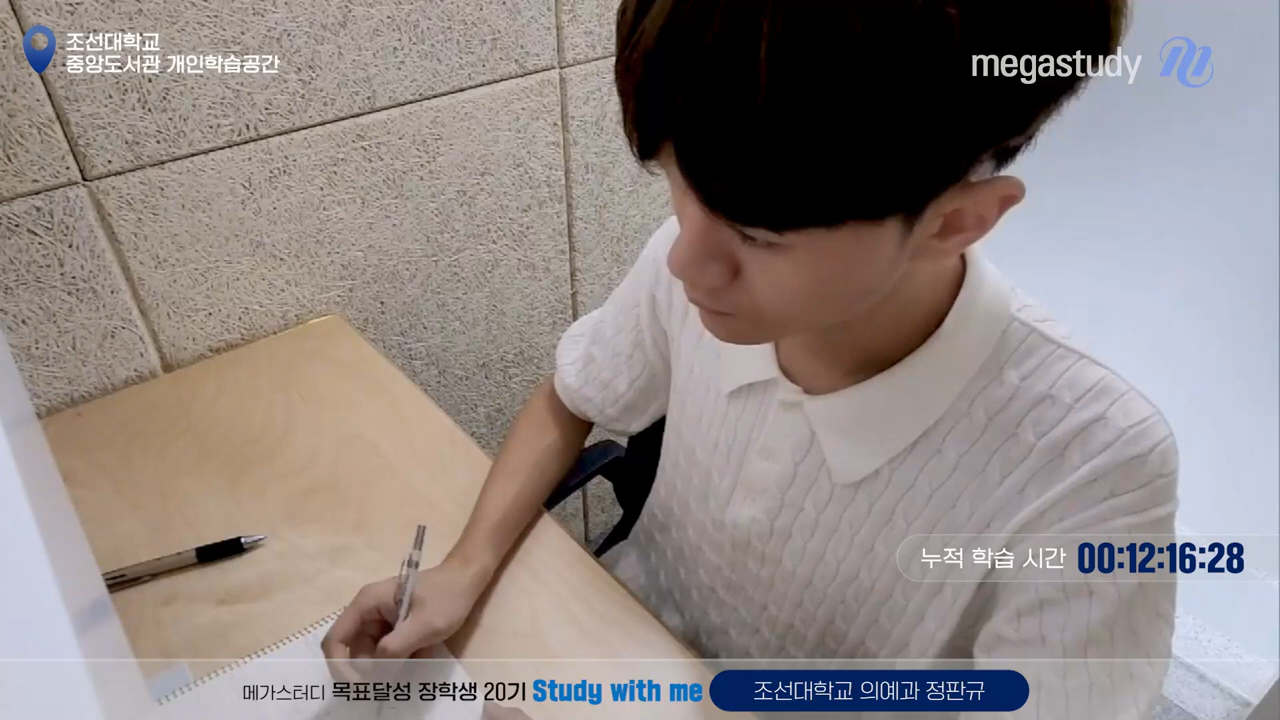 조선대학교
중앙도서관 개인학습공간
megastudy
누적 학습 시간 00:12:16:28
메가스터디 목표달성 장학생 20기 Study with me 조선대학교 의예과 정판규